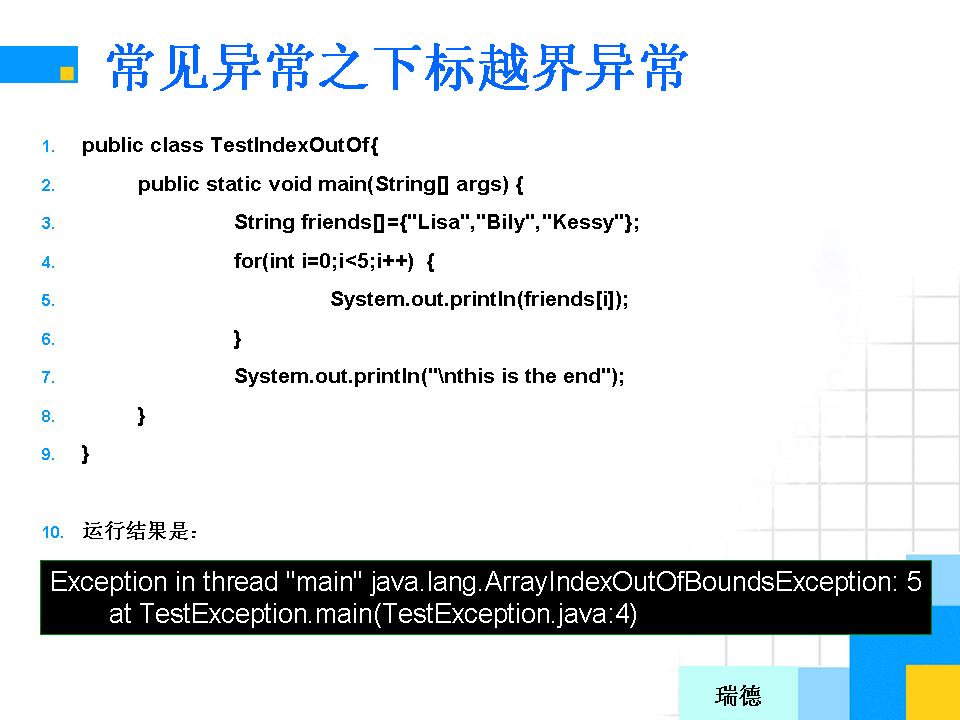 常见异常之下标越界异常
1. public class TestIndexOutOf{
2. public static void main(String[] args) {
3. String friends[]={"Lisa","Bily","Kessy"};
4. for(int i=0;i<5;i++) {
5. System.out.println(friends[i]);
6. }
7. System.out.println("\nthis is the end");
8. }
9. }
10. 运行结果是：
Exception in thread "main" java.lang.ArrayIndexOutOfBoundsException: 5
at TestException.main(TestException.java:4)
瑞德